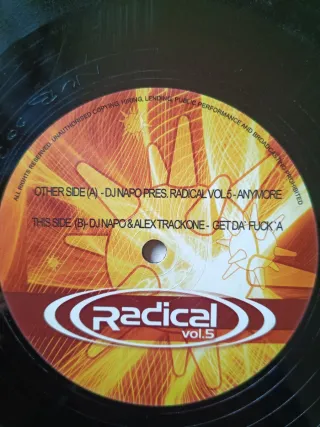 ALL RIGHTS RESERVED. UNAUTHORISED COPYING, HIRING, LENDING, PUBLIC PERFORMANCE AND BROADCASTING PROHIBITED
OTHER SIDE (A) - DJ NAPO PRES. RADICAL VOL 5 - ANYMORE
THIS SIDE (B)- DJ NAPO & ALEX TRACKONE - GET DA` FUCK`A
Radical
vol.5